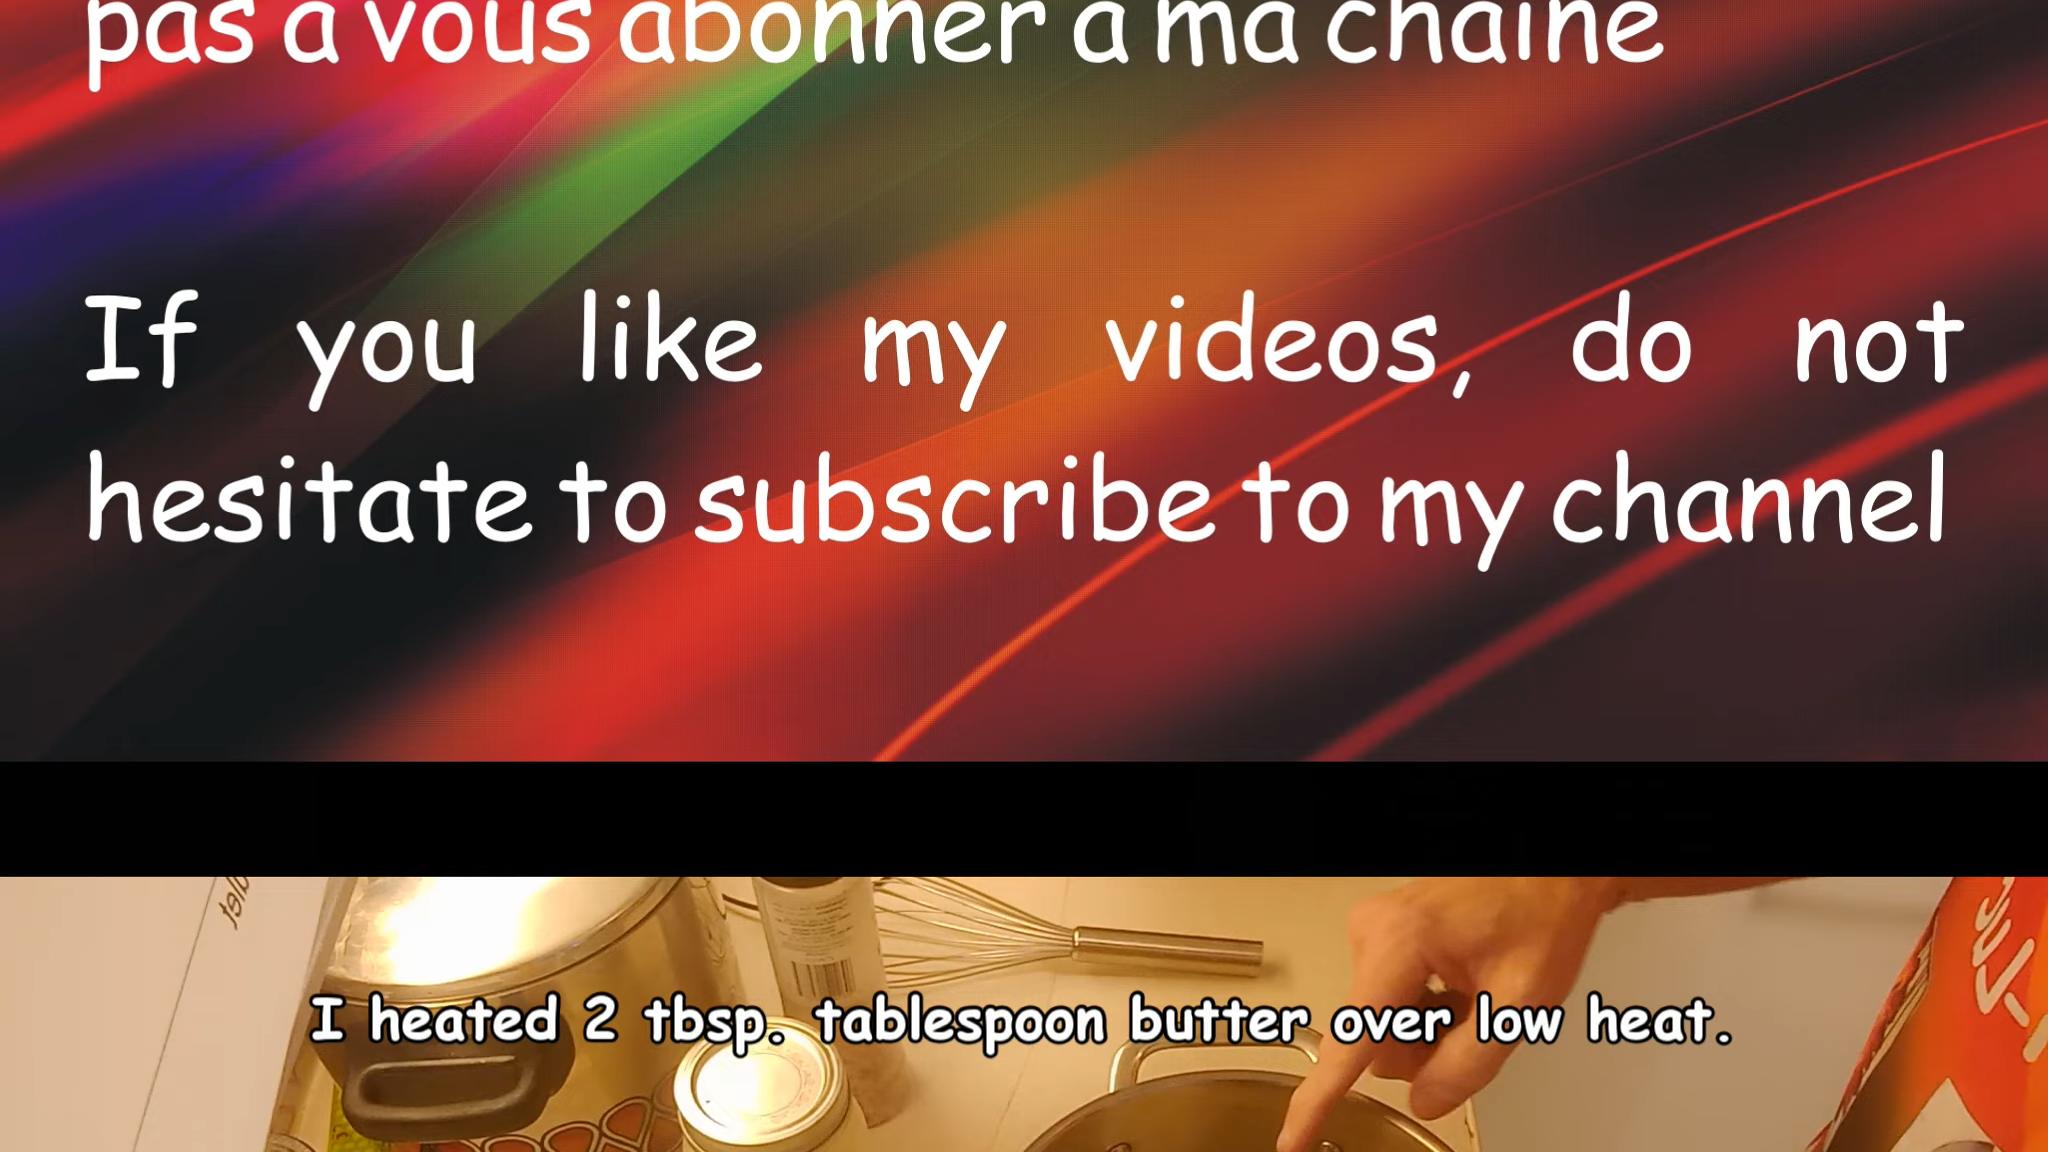 pas à vous abonner à ma chaîne
If you like my videos, do not
hesitate to subscribe to my channel
I heated 2 tbsp. tablespoon butter over low heat.